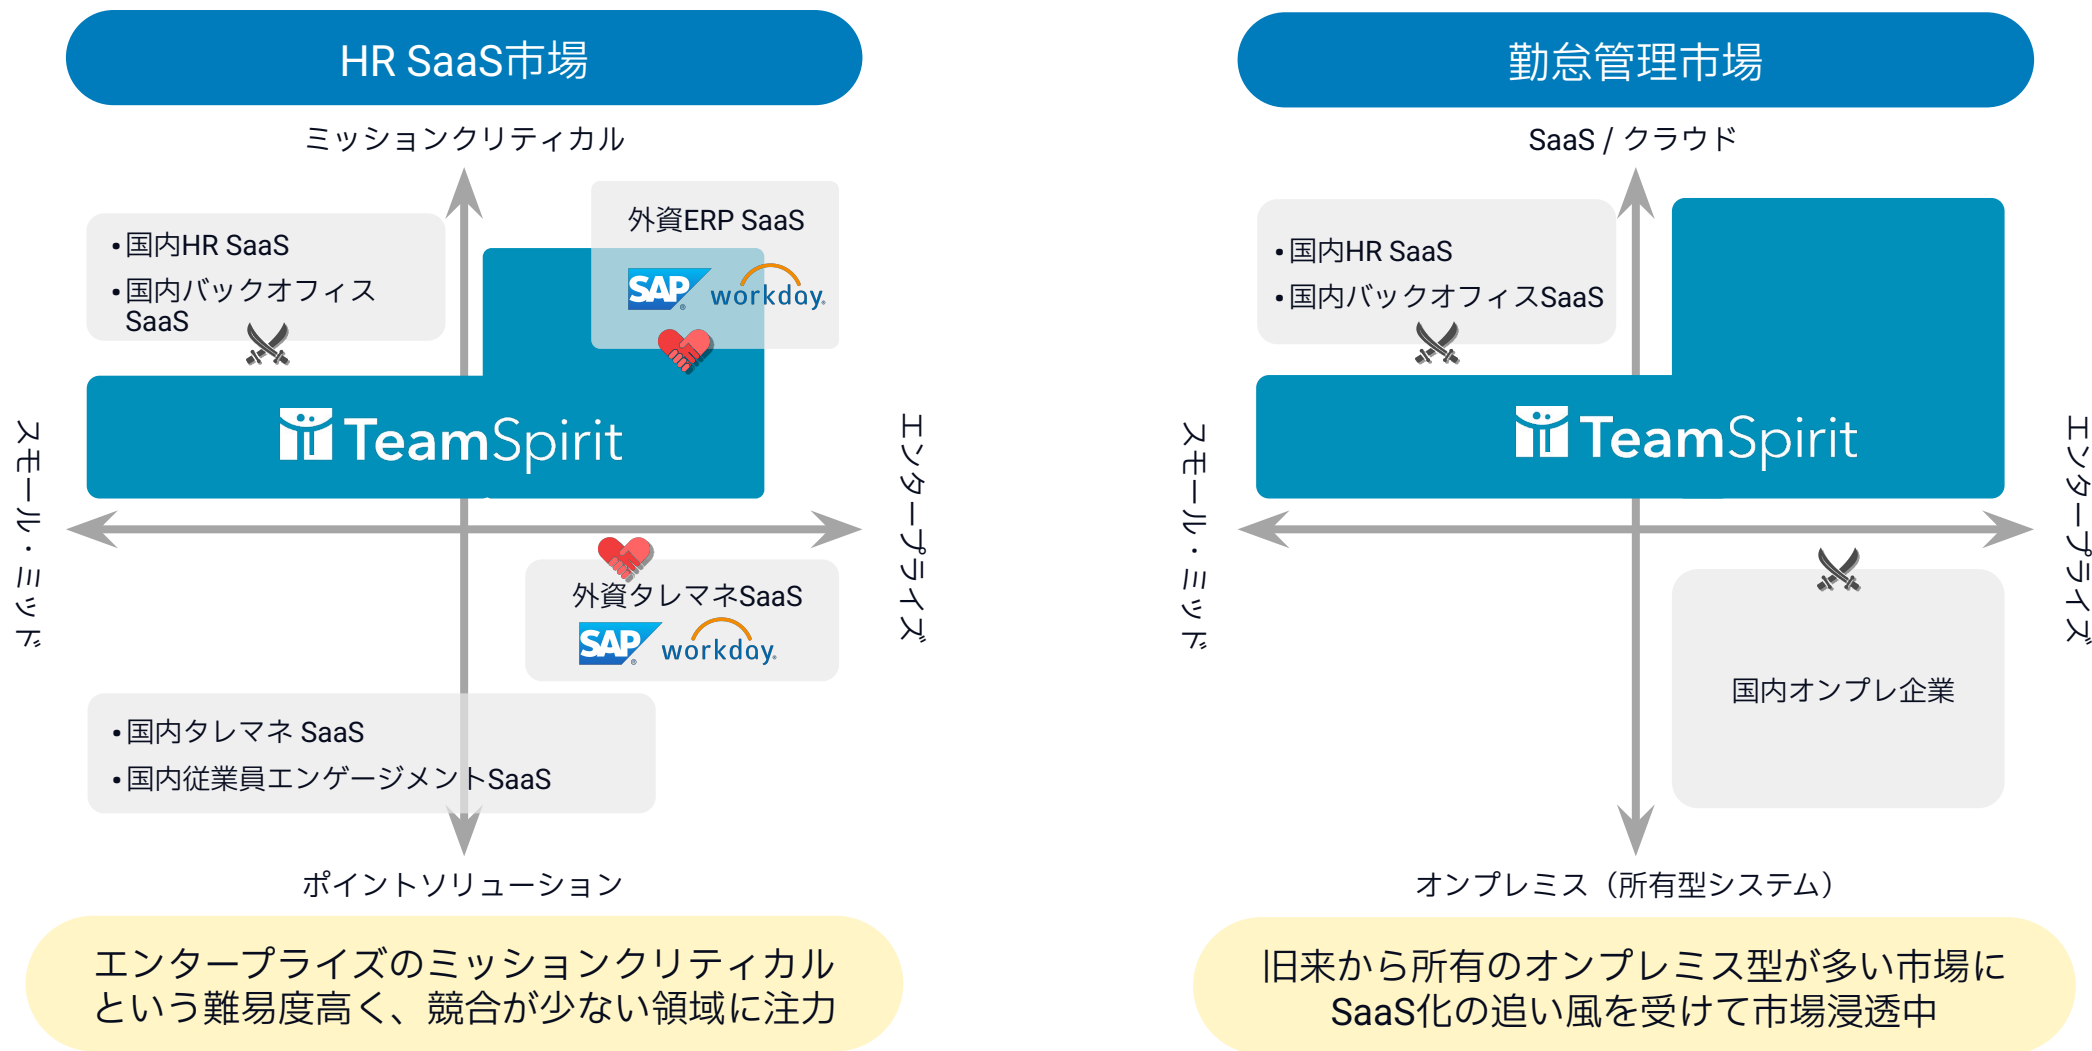 HR SaaS市場
ミッションクリティカル
• 国内HR SaaS
• 国内バックオフィス
SaaS
外資ERP SaaS
SAP
workday.
TeamSpirit
スモール・ミッド
エンタープライズ
外資タレマネSaaS
SAP
workday.
• 国内タレマネ SaaS
• 国内従業員エンゲージメントSaaS
ポイントソリューション
エンタープライズのミッションクリティカル
という難易度高く、競合が少ない領域に注力
勤怠管理市場
SaaS / クラウド
• 国内HR SaaS
• 国内バックオフィスSaaS
TeamSpirit
スモール・ミッド
エンタープライズ
国内オンプレ企業
オンプレミス（所有型システム）
旧来から所有のオンプレミス型が多い市場に
SaaS化の追い風を受けて市場浸透中